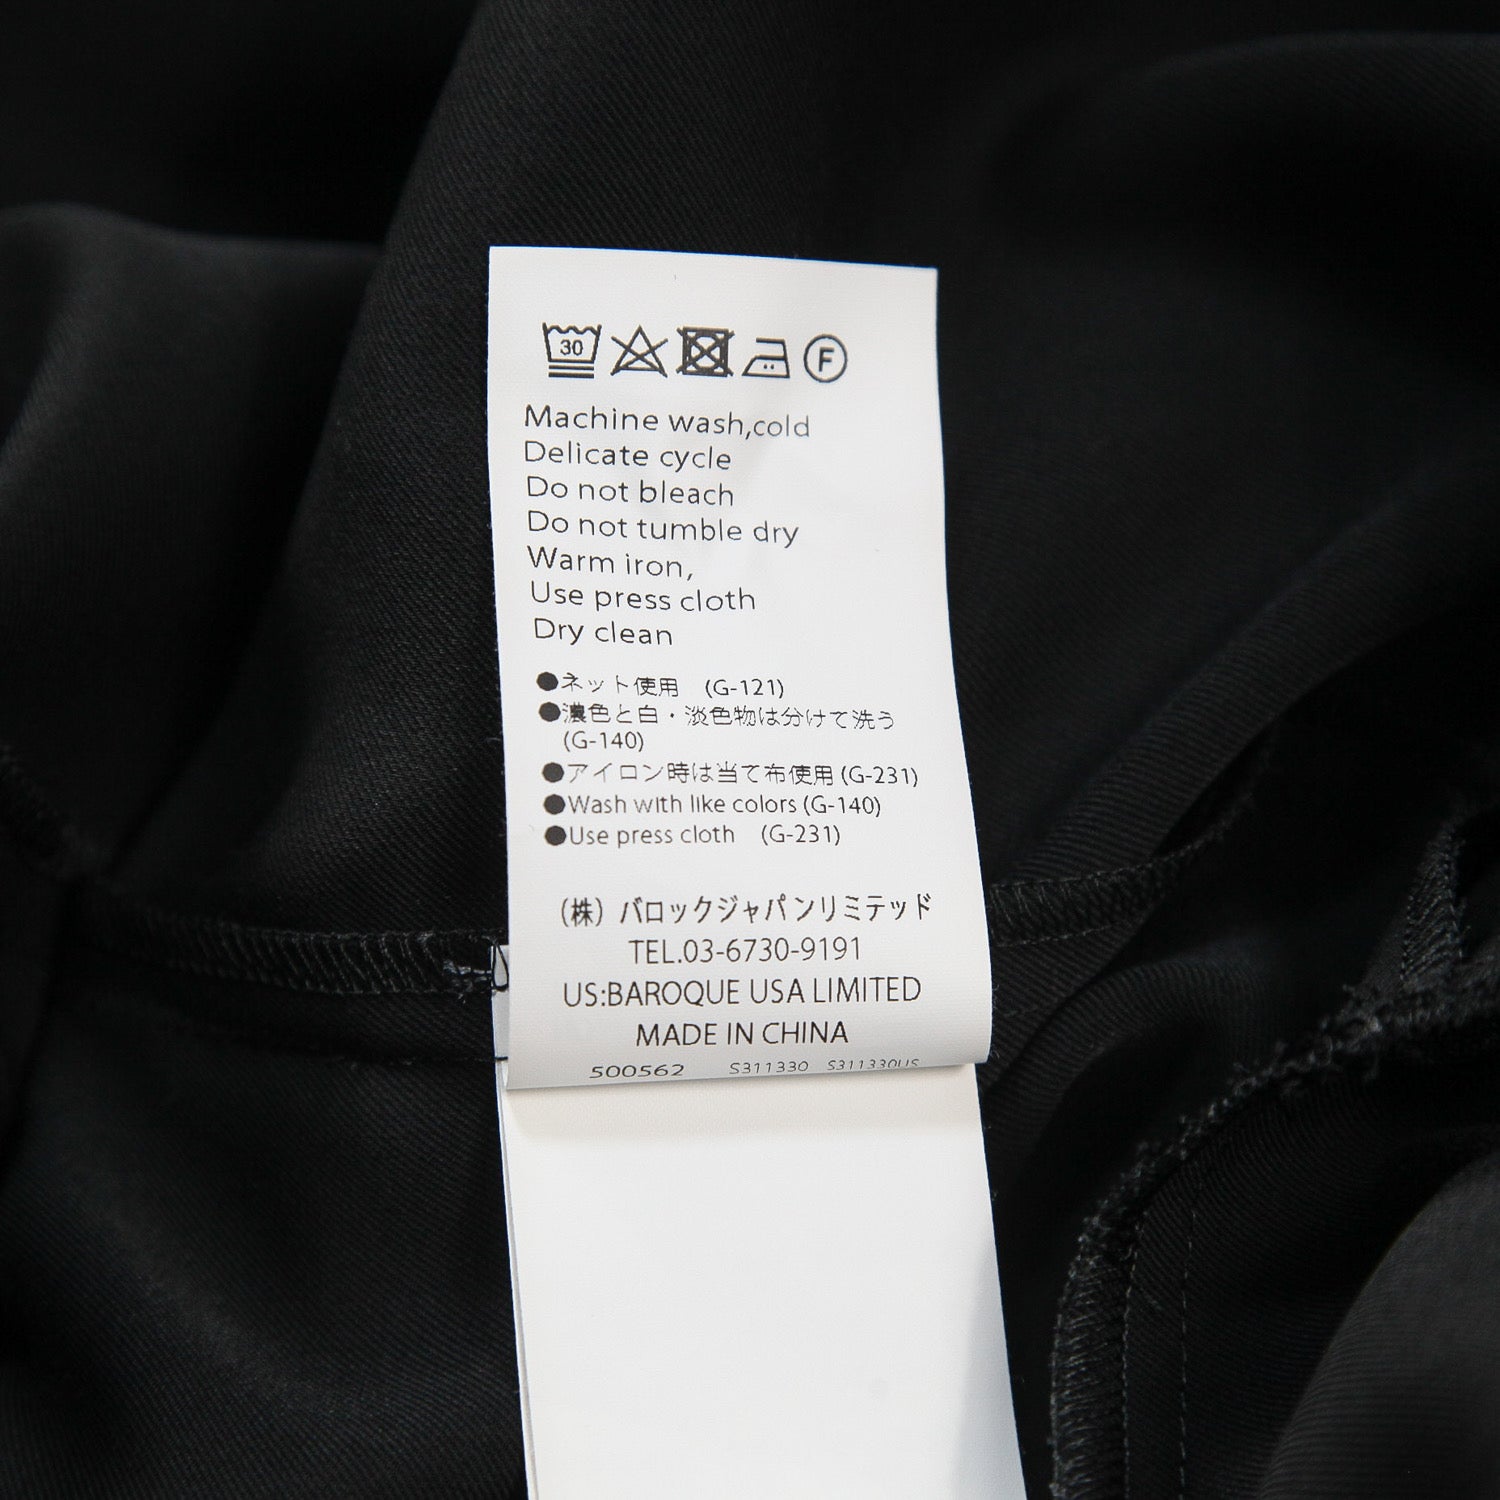 30
F
Machine wash,cold
Delicate cycle
Do not bleach
Do not tumble dry
Warm iron,
Use press cloth
Dry clean
●ネット使用 (G-121)
●濃色と白・淡色物は分けて洗う
(G-140)
●アイロン時は当て布使用 (G-231)
●Wash with like colors (G-140)
●Use press cloth (G-231)
(株) バロックジャパンリミテッド
TEL.03-6730-9191
US:BAROQUE USA LIMITED
MADE IN CHINA
500562 S311330 S311330US